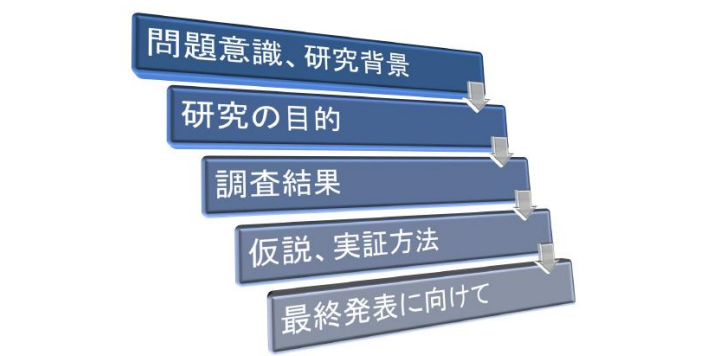 問題意識、研究背景
研究の目的
調査結果
仮説、実証方法
最終発表に向けて